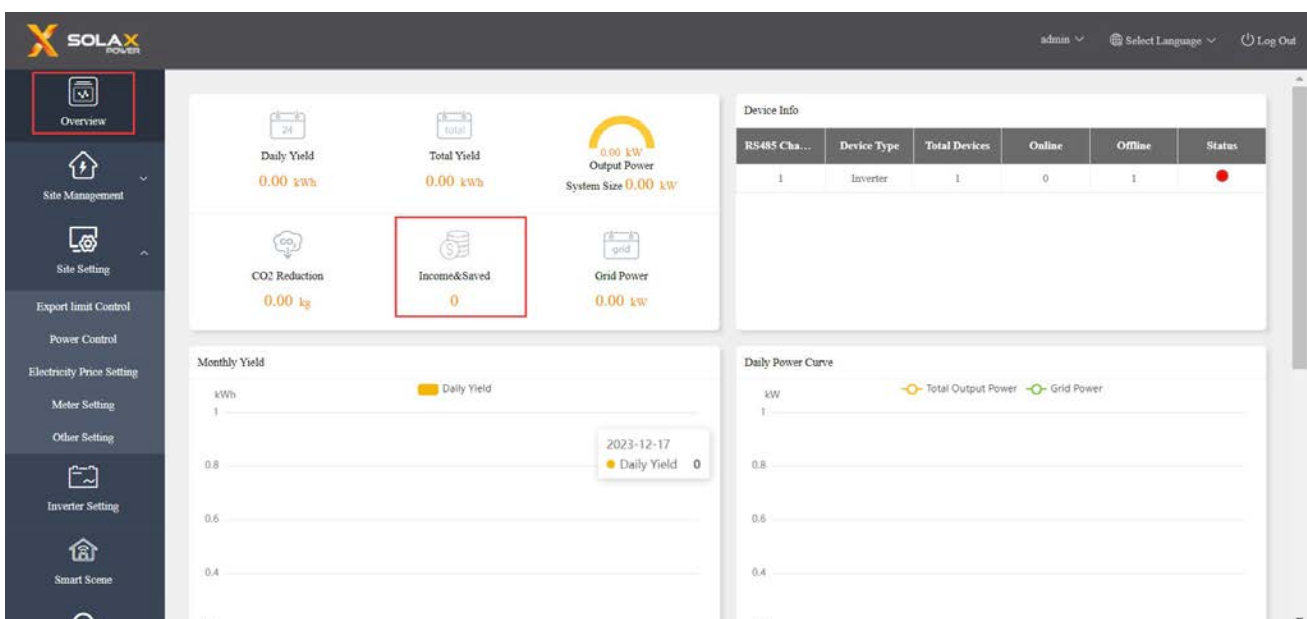 SOLAX
POWER
admin
Select Language
Log Out
Overview
Site Management
Site Setting
Export limit Control
Power Control
Electricity Price Setting
Meter Setting
Other Setting
Inverter Setting
Smart Scene
24
Daily Yield
0.00 kWh
total
Total Yield
0.00 kWh
0.00 kW
Output Power
System Size 0.00 kW
CO2
CO2 Reduction
0.00 kg
$
Income&Saved
0
grid
Grid Power
0.00 kW
Device Info
RS485 Cha... Device Type Total Devices Online Offline Status
1 Inverter 1 0 1
Monthly Yield
kWh
Daily Yield
1
0.8
0.6
0.4
2023-12-17
Daily Yield 0
Daily Power Curve
kW
Total Output Power Grid Power
1
0.8
0.6
0.4